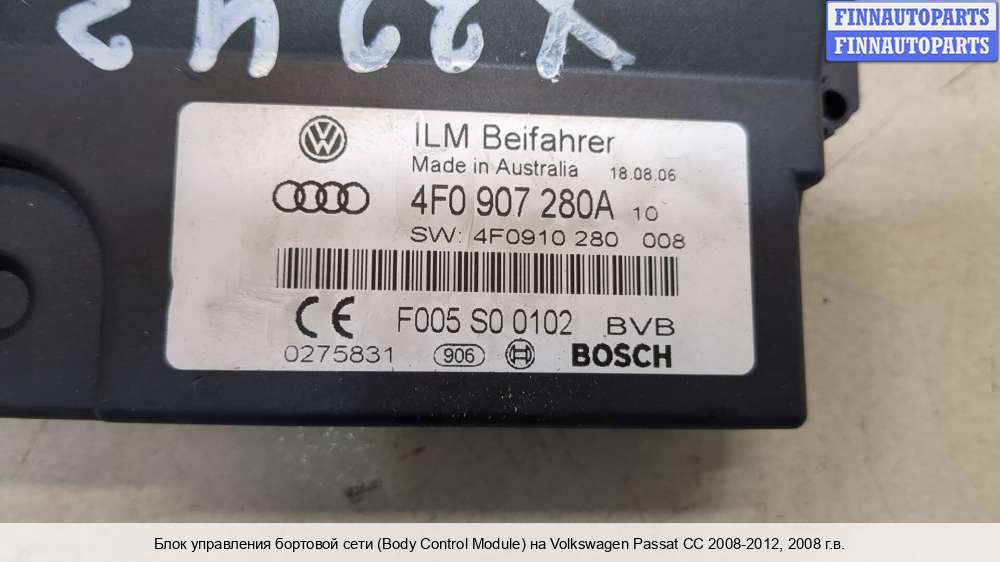 FINNAUTOPARTS
FINNAUTOPARTS
ILM Beifahrer
Made in Australia 18.08.06
4F0 907 280A 10
SW: 4F0910 280 008
CE F005 S0 0102 BVB
0275831 906 BOSCH
Блок управления бортовой сети (Body Control Module) на Volkswagen Passat CC 2008-2012, 2008 г.в.